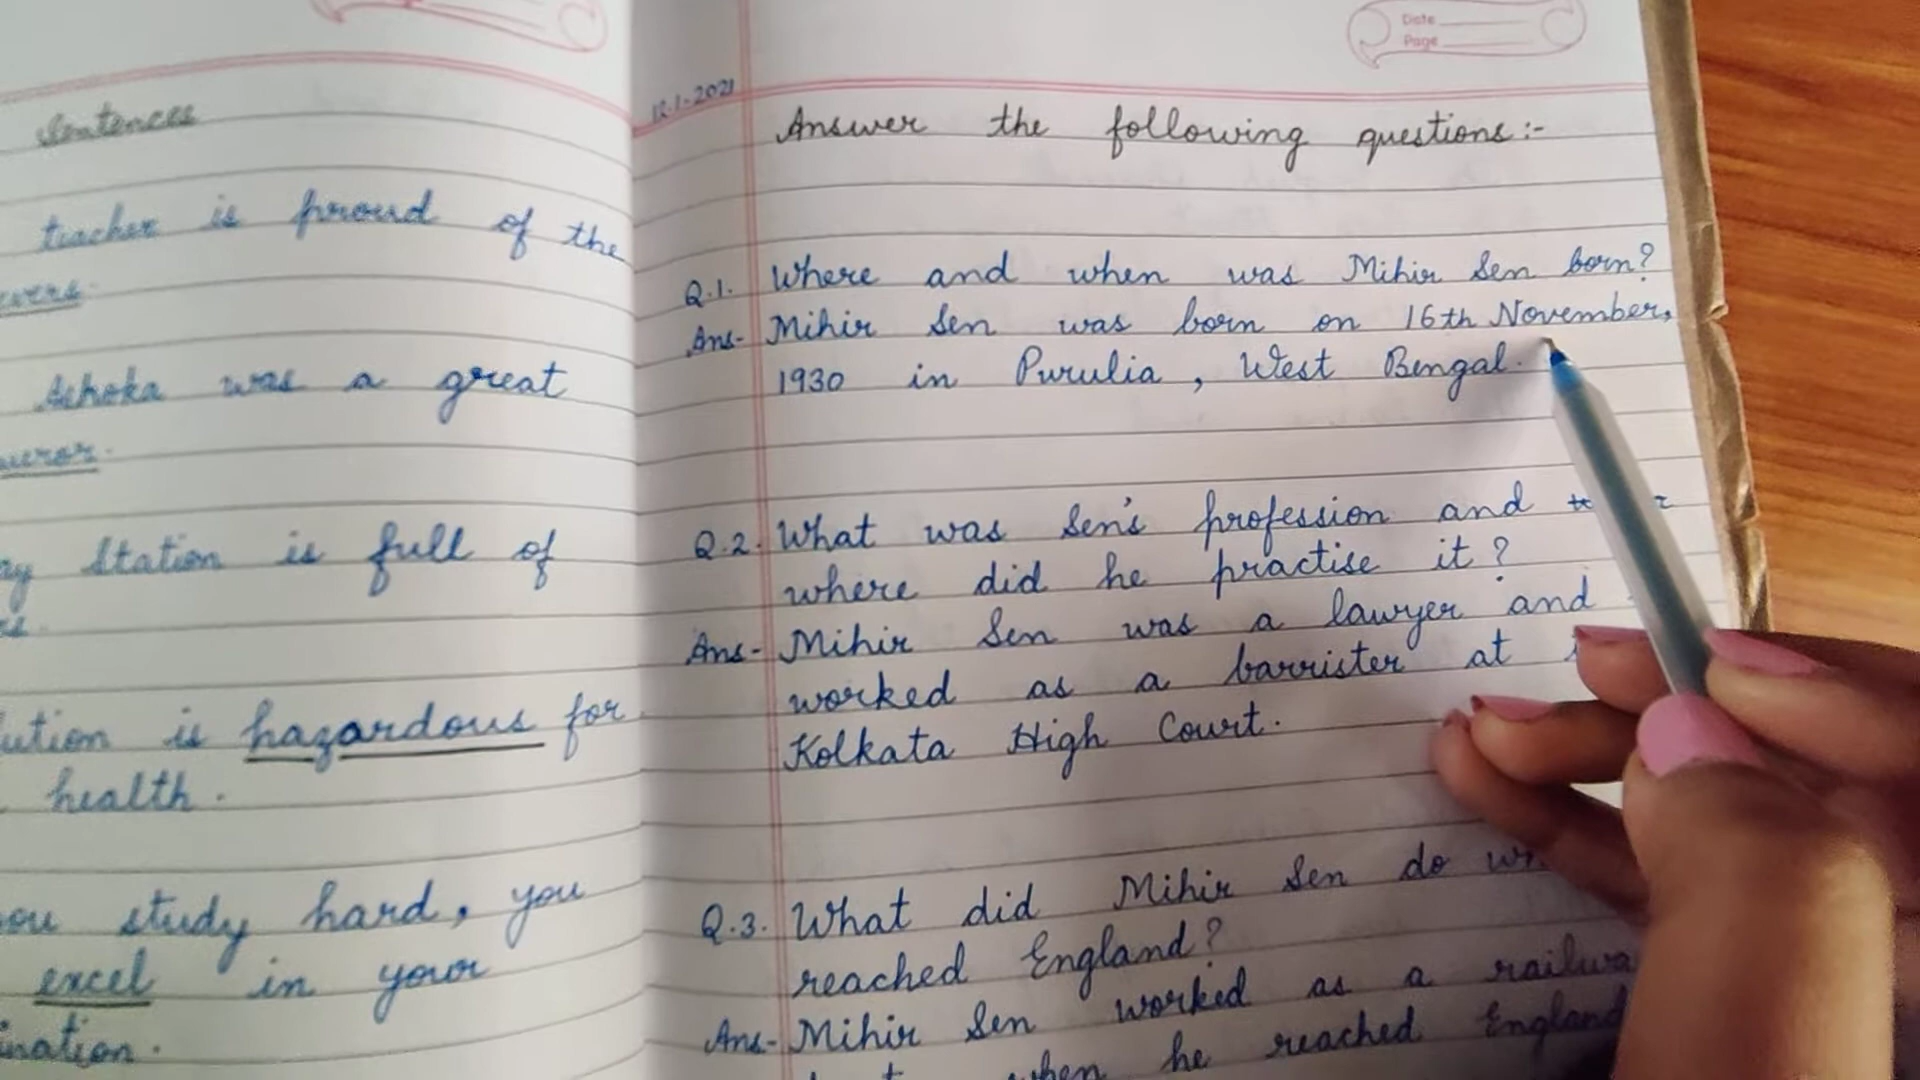 Sentences
teacher is proud of the
Ashoka was a great
Station is full of
is hazardous for
health.
study hard, you
excel in your
Date
Page
12-1-2021
Answer the following questions:-
Q.1. Where and when was Mihir Sen born?
Ans- Mihir Sen was born on 16th November,
1930 in Purulia, West Bengal.
Q.2. What was Sen's profession and
where did he practise it?
Ans- Mihir Sen was a lawyer and
worked as a barrister at
Kolkata High Court.
Q.3. What did Mihir Sen do
reached England?
Ans- Mihir Sen worked as a
when he reached England